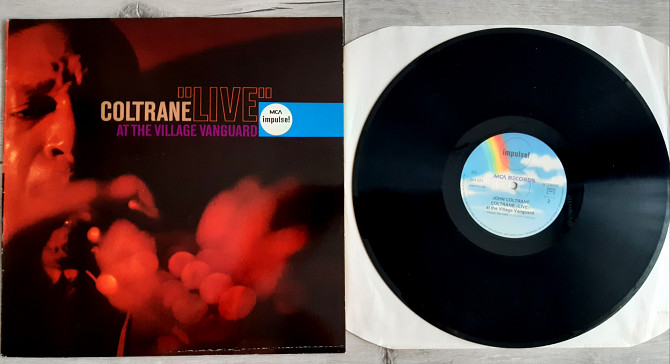 "LIVE"
COLTRANE
AT THE VILLAGE VANGUARD
MCA
impulse!
impulse!
MCA RECORDS
JOHN COLTRANE
COLTRANE "LIVE"
at the Village Vanguard
2